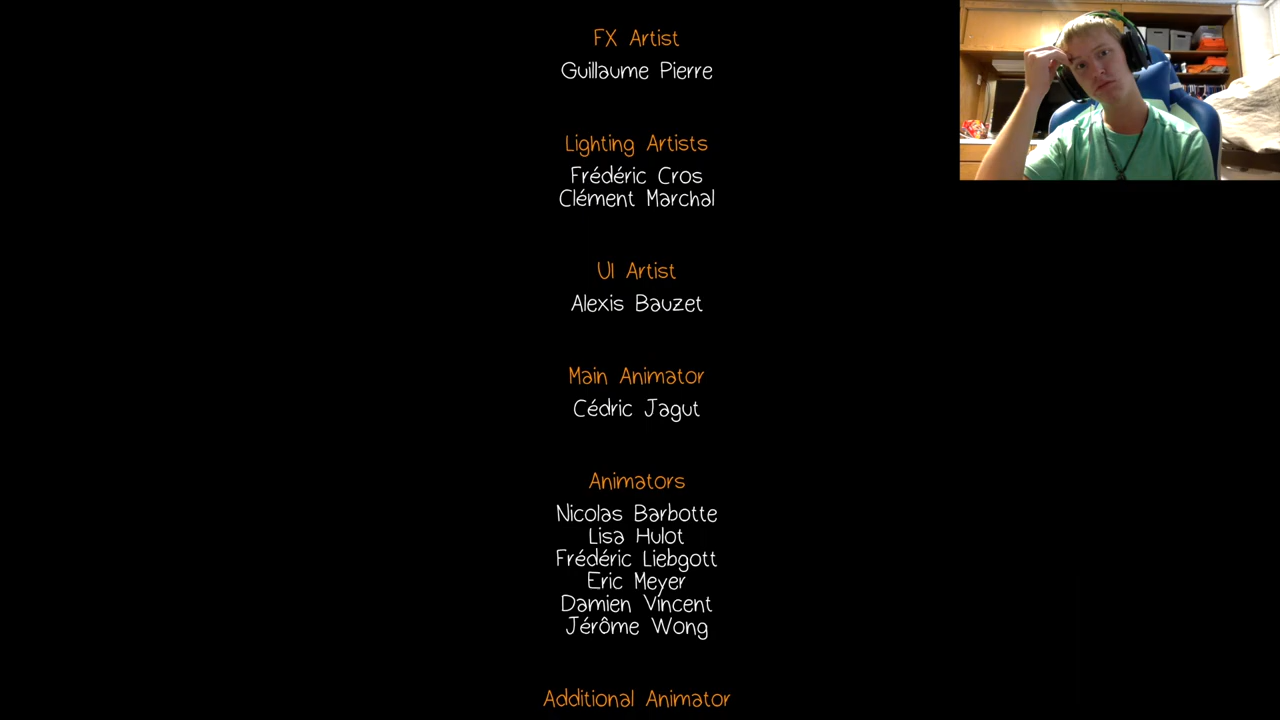 FX Artist
Guillaume Pierre
Lighting Artists
Frédéric Cros
Clément Marchal
UI Artist
Alexis Bauzet
Main Animator
Cédric Jagut
Animators
Nicolas Barbotte
Lisa Hulot
Frédéric Liebgott
Eric Meyer
Damien Vincent
Jérôme Wong
Additional Animator